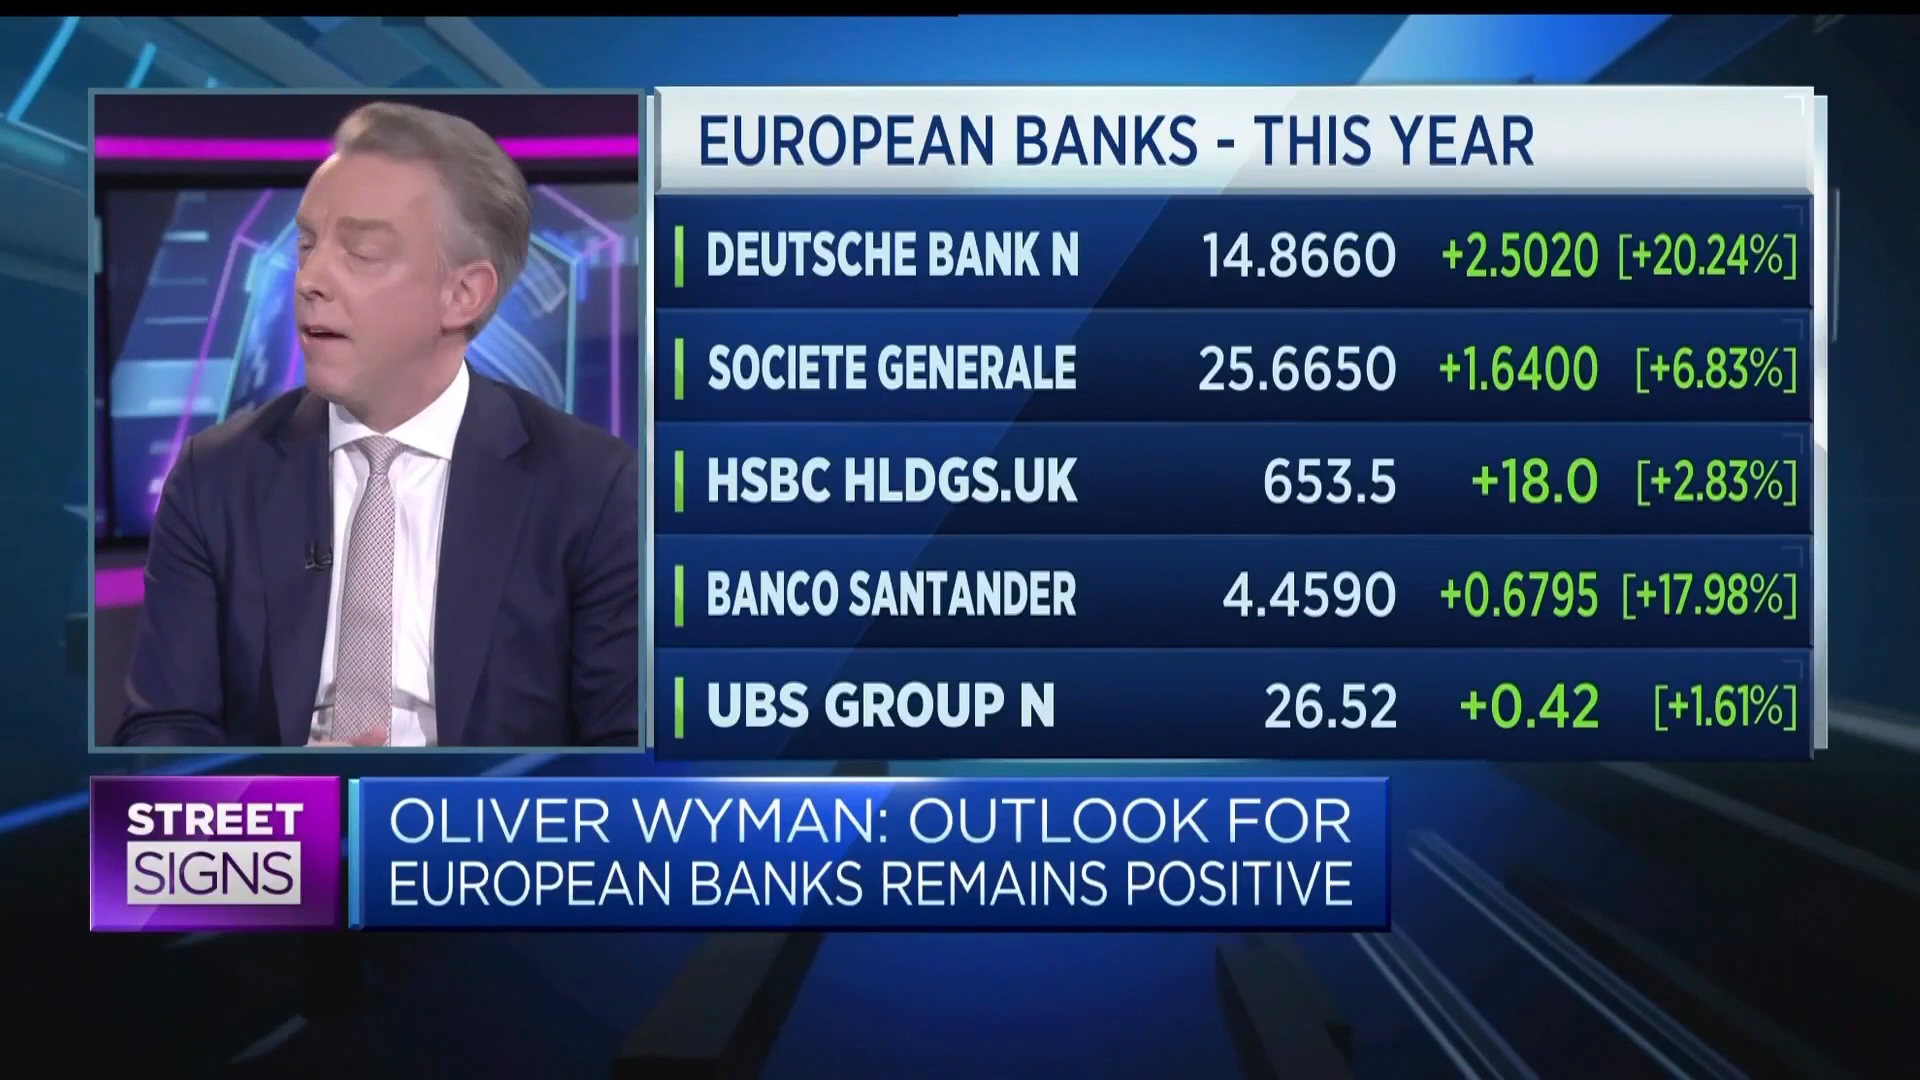 EUROPEAN BANKS - THIS YEAR
DEUTSCHE BANK N 14.8660 +2.5020 [+20.24%]
SOCIETE GENERALE 25.6650 +1.6400 [+6.83%]
HSBC HLDGS.UK 653.5 +18.0 [+2.83%]
BANCO SANTANDER 4.4590 +0.6795 [+17.98%]
UBS GROUP N 26.52 +0.42 [+1.61%]
STREET
SIGNS
OLIVER WYMAN: OUTLOOK FOR
EUROPEAN BANKS REMAINS POSITIVE